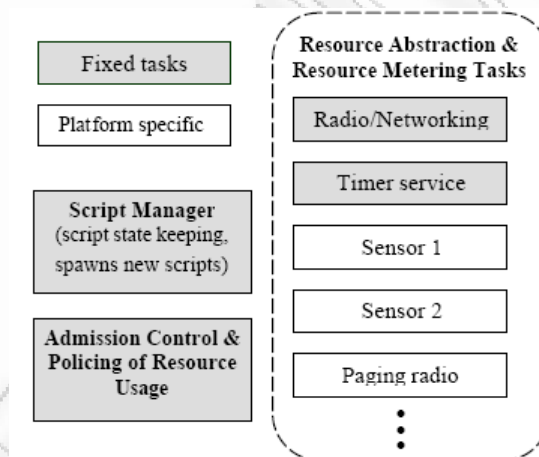 Fixed tasks
Platform specific
Script Manager
(script state keeping,
spawns new scripts)
Admission Control &
Policing of Resource
Usage
Resource Abstraction &
Resource Metering Tasks
Radio/Networking
Timer service
Sensor 1
Sensor 2
Paging radio